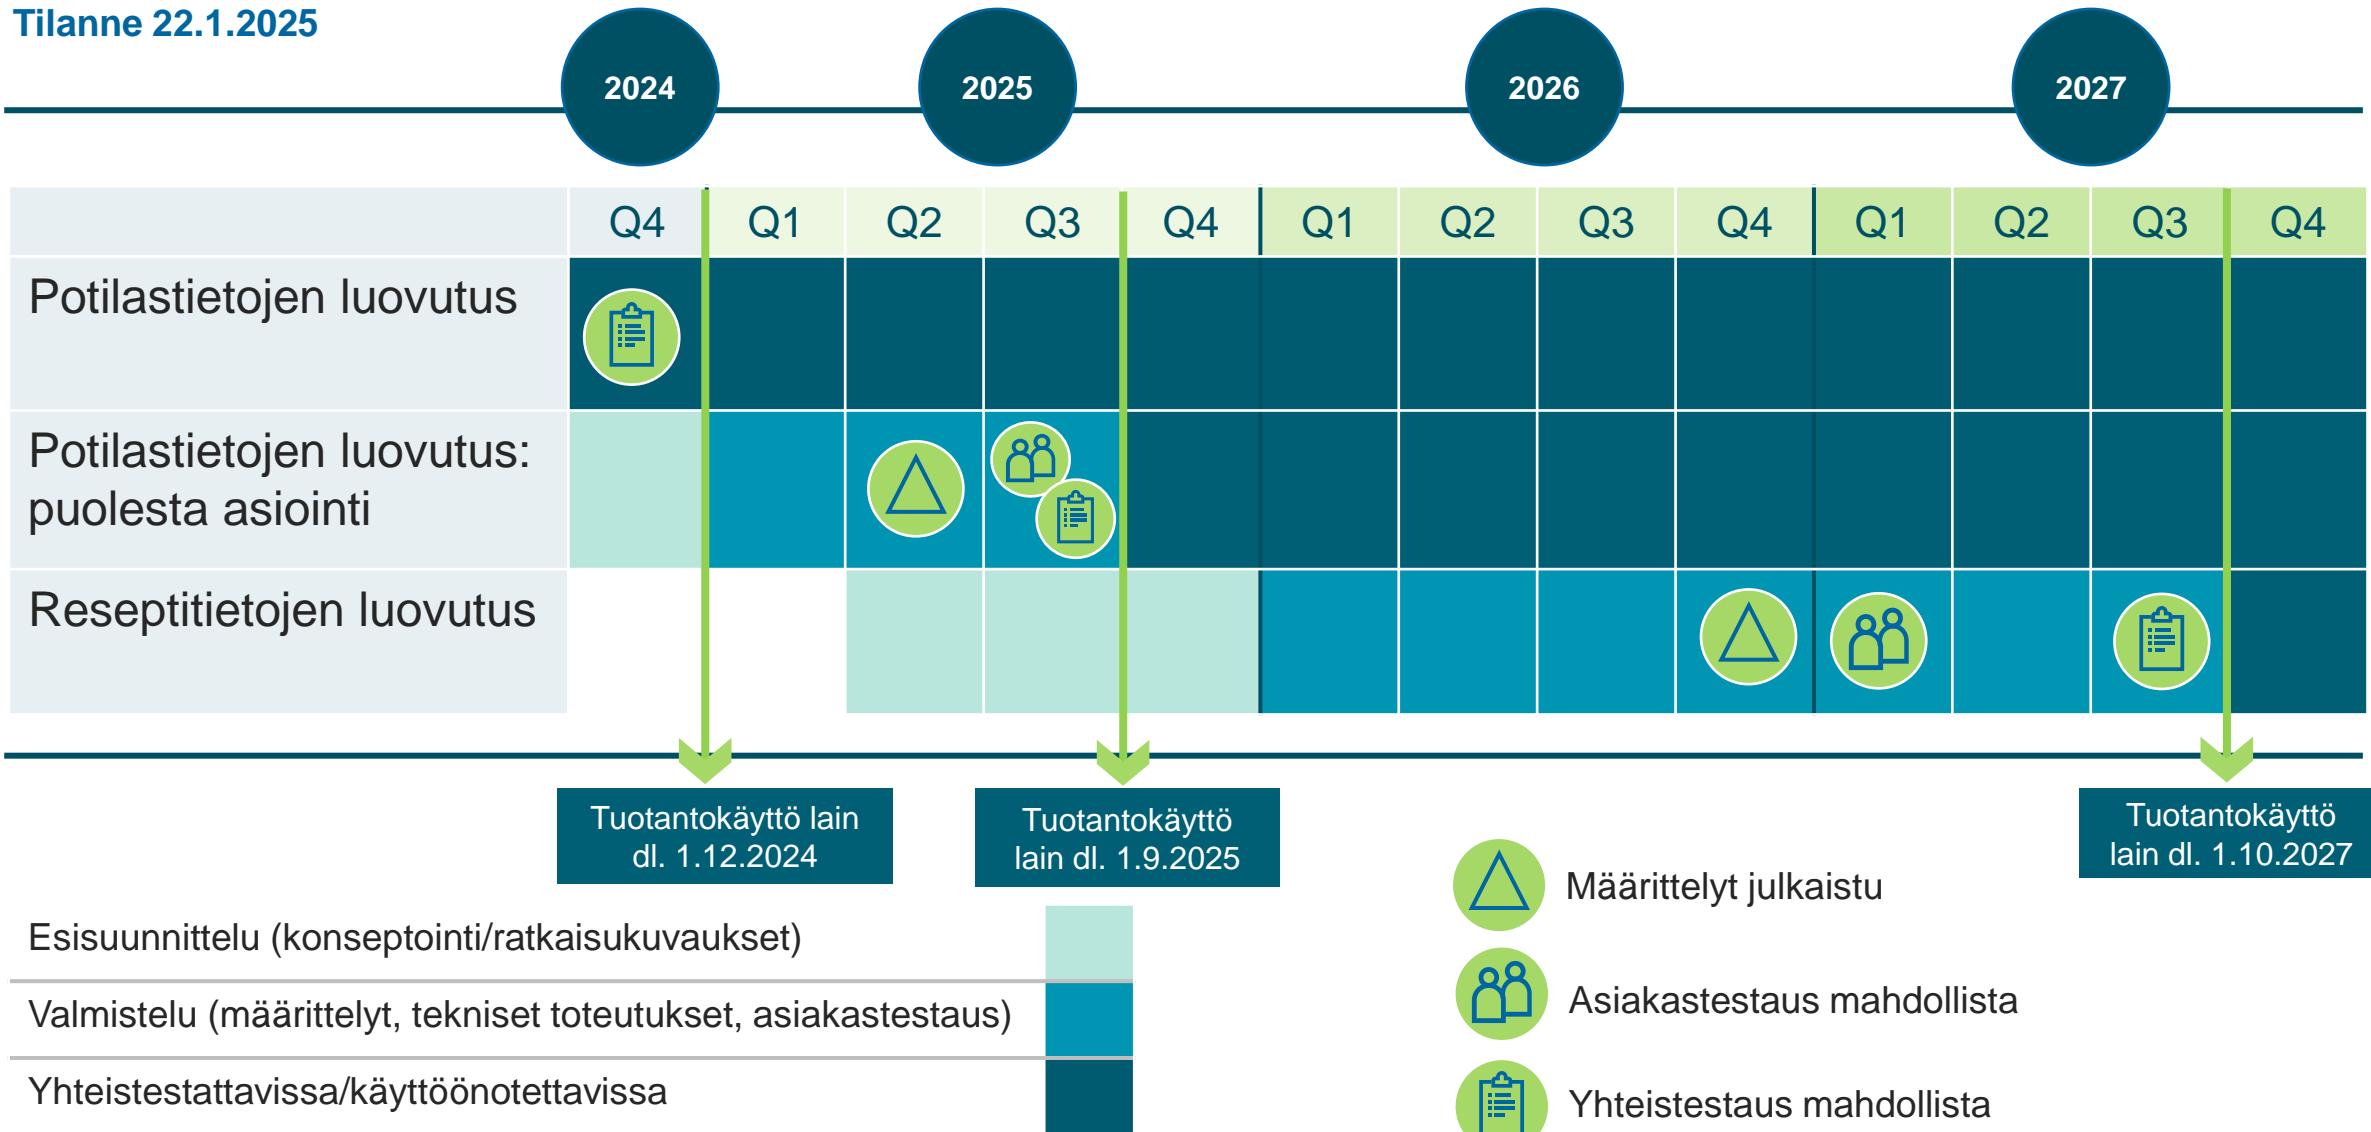 Tilanne 22.1.2025
2024
2025
2026
2027
Q4 Q1 Q2 Q3 Q4 Q1 Q2 Q3 Q4 Q1 Q2 Q3 Q4
Potilastietojen luovutus
Potilastietojen luovutus:
puolesta asiointi
Reseptitietojen luovutus
Tuotantokäyttö lain
dl. 1.12.2024
Tuotantokäyttö
lain dl. 1.9.2025
Tuotantokäyttö
lain dl. 1.10.2027
Esisuunnittelu (konseptointi/ratkaisukuvaukset)
Valmistelu (määrittelyt, tekniset toteutukset, asiakastestaus)
Yhteistestattavissa/käyttöönotettavissa
Määrittelyt julkaistu
Asiakastestaus mahdollista
Yhteistestaus mahdollista